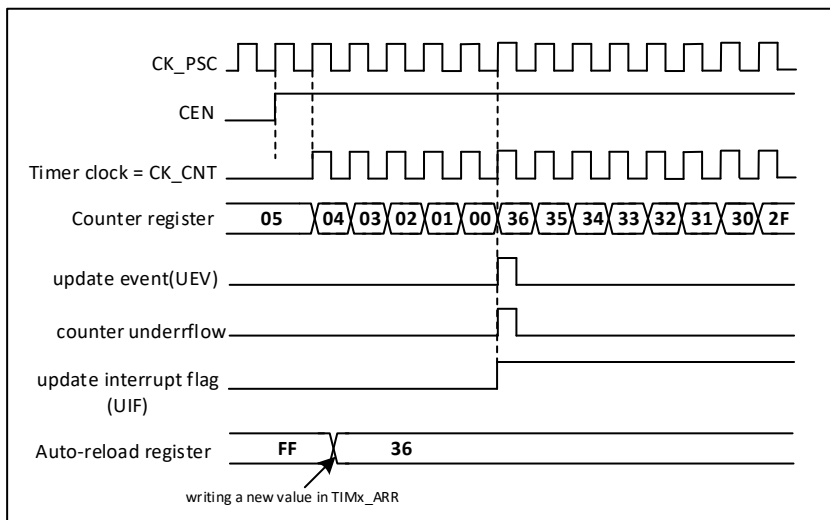 CK_PSC
CEN
Timer clock = CK_CNT
Counter register 05 04 03 02 01 00 36 35 34 33 32 31 30 2F
update event(UEV)
counter underrflow
update interrupt flag
(UIF)
Auto-reload register FF 36
writing a new value in TIMx_ARR